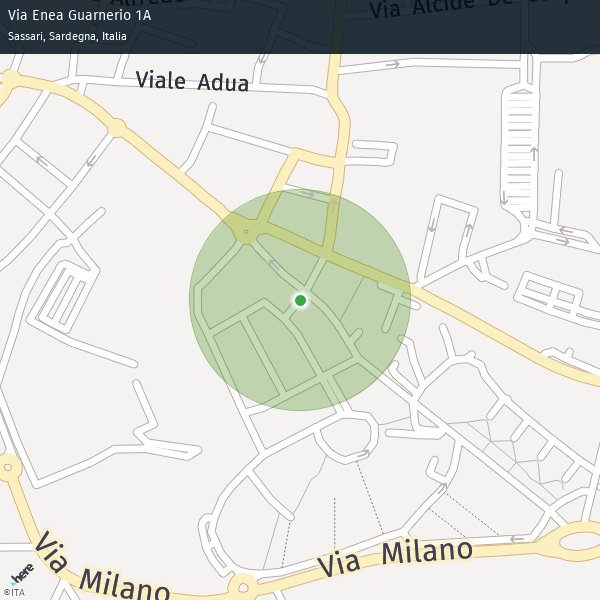 Via Enea Guarnerio 1A
Sassari, Sardegna, Italia
Via Alcide De
Viale Adua
Via Milano
Via Milano
here
©ITA